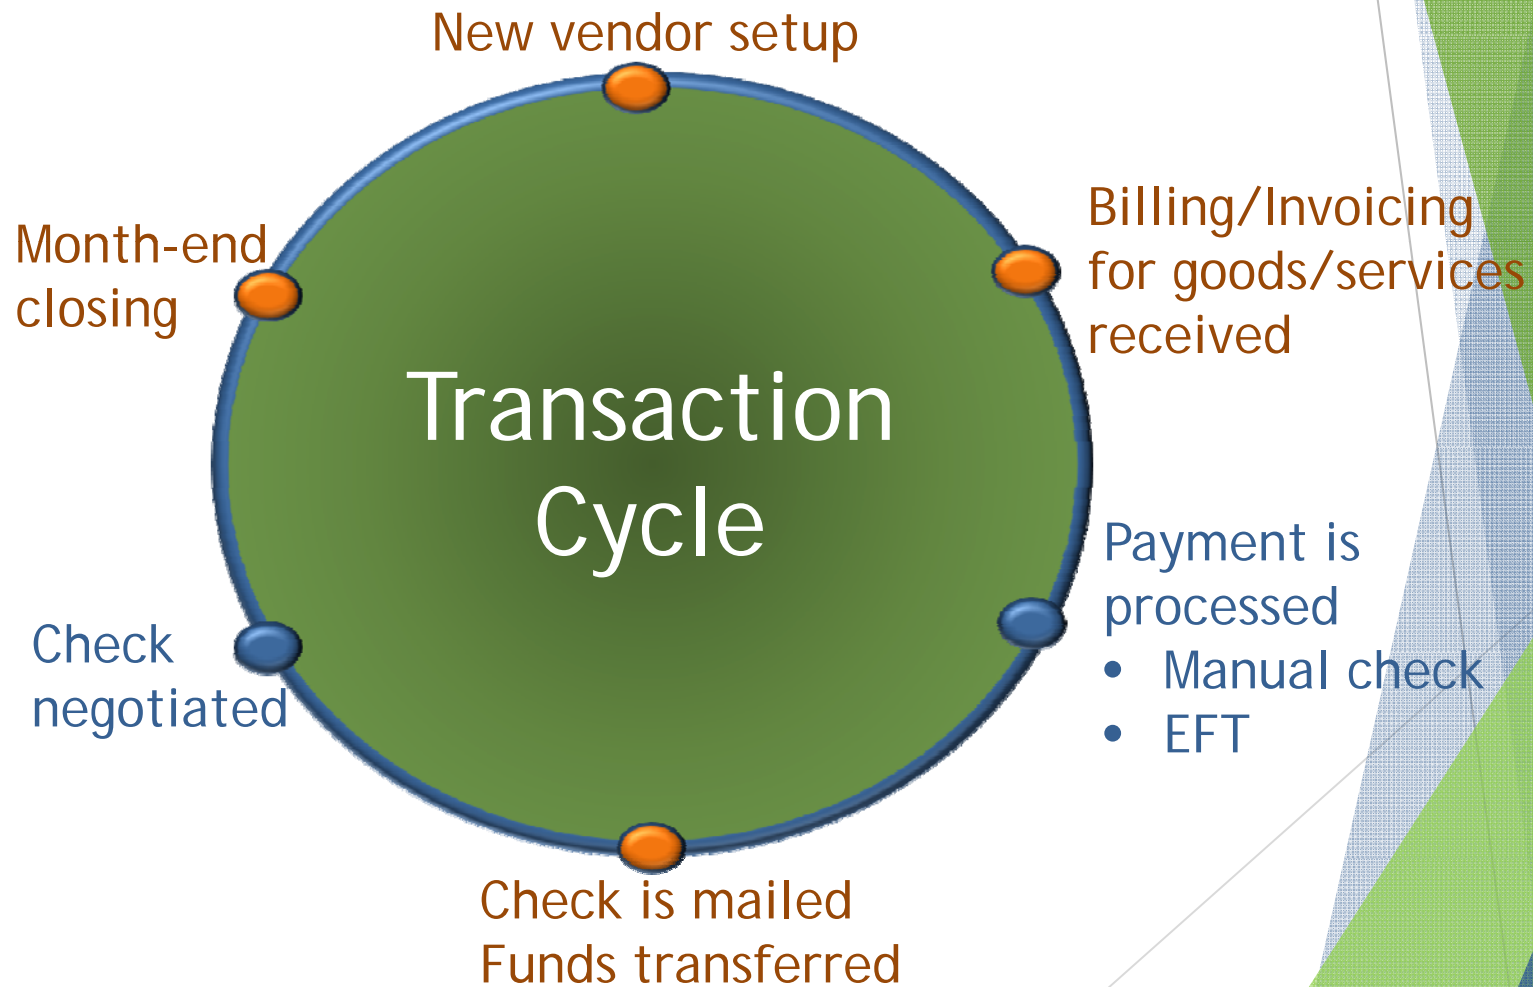 New vendor setup
Billing/Invoicing
for goods/services
received
Payment is
processed
• Manual check
• EFT
Check is mailed
Funds transferred
Check
negotiated
Month-end
closing
Transaction
Cycle